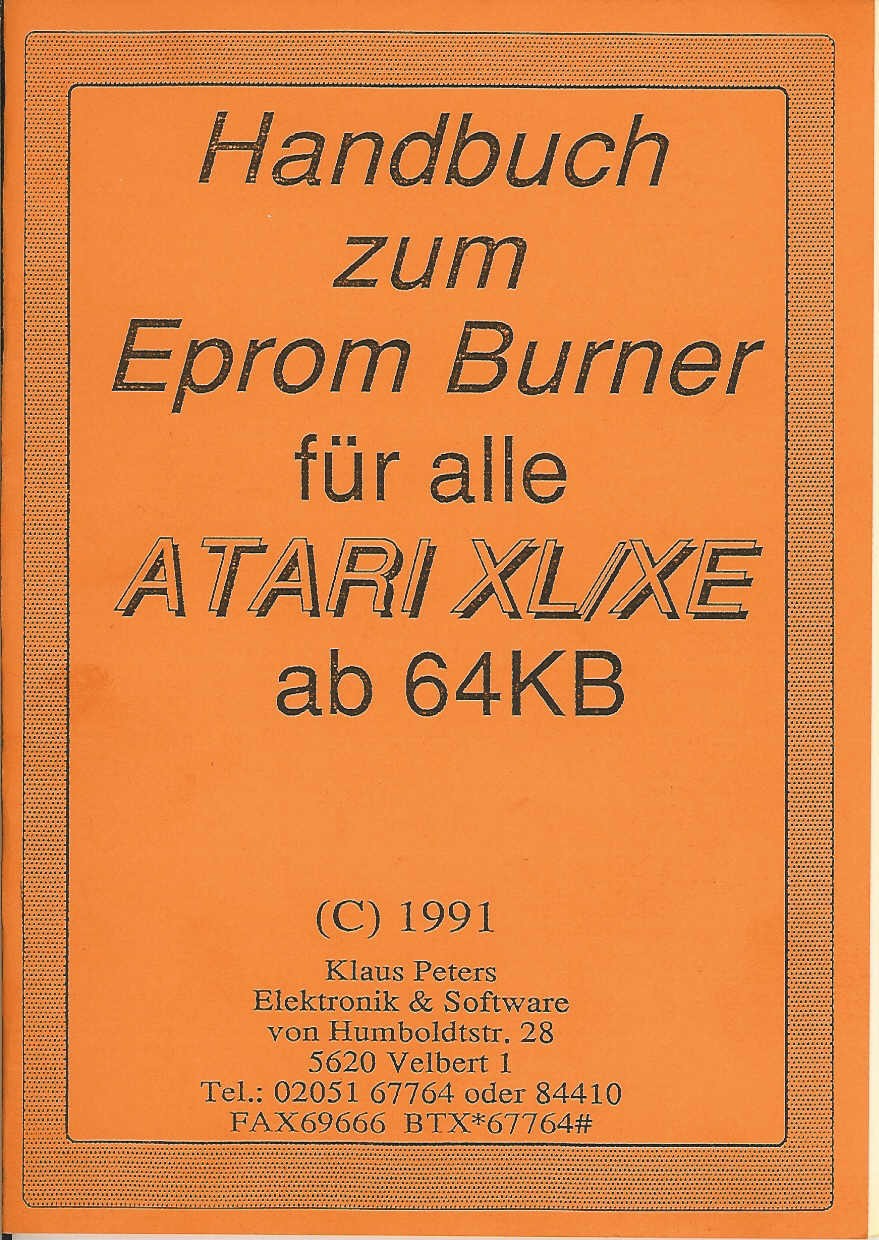 Handbuch
zum
Eprom Burner
für alle
ATARI XL/XE
ab 64KB
(C) 1991
Klaus Peters
Elektronik & Software
von Humboldtstr. 28
5620 Velbert 1
Tel.: 02051 67764 oder 84410
FAX69666 BTX*67764#